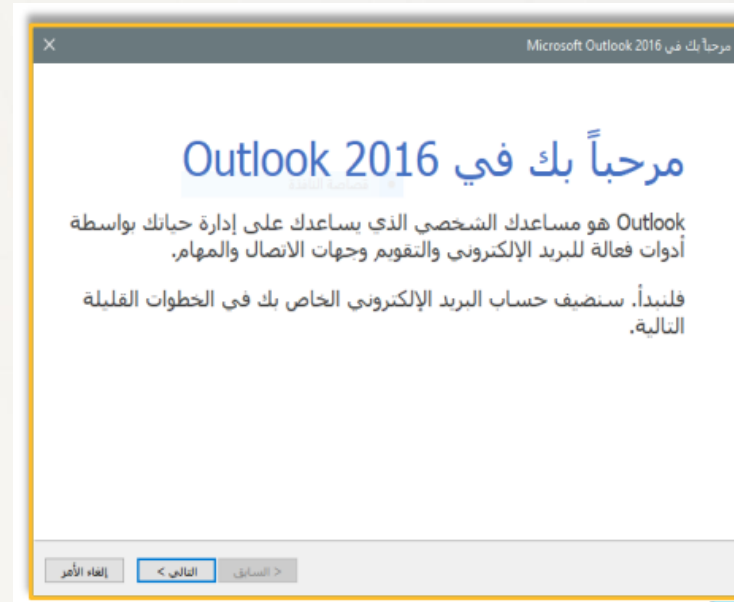 مرحباً بك في Microsoft Outlook 2016
مرحباً بك في Outlook 2016
قصاصة النافذة
Outlook هو مساعدك الشخصي الذي يساعدك على إدارة حياتك بواسطة
أدوات فعالة للبريد الإلكتروني والتقويم وجهات الاتصال والمهام.
فلنبدأ. سنضيف حساب البريد الإلكتروني الخاص بك في الخطوات القليلة
التالية.
< السابق
التالي >
إلغاء الأمر